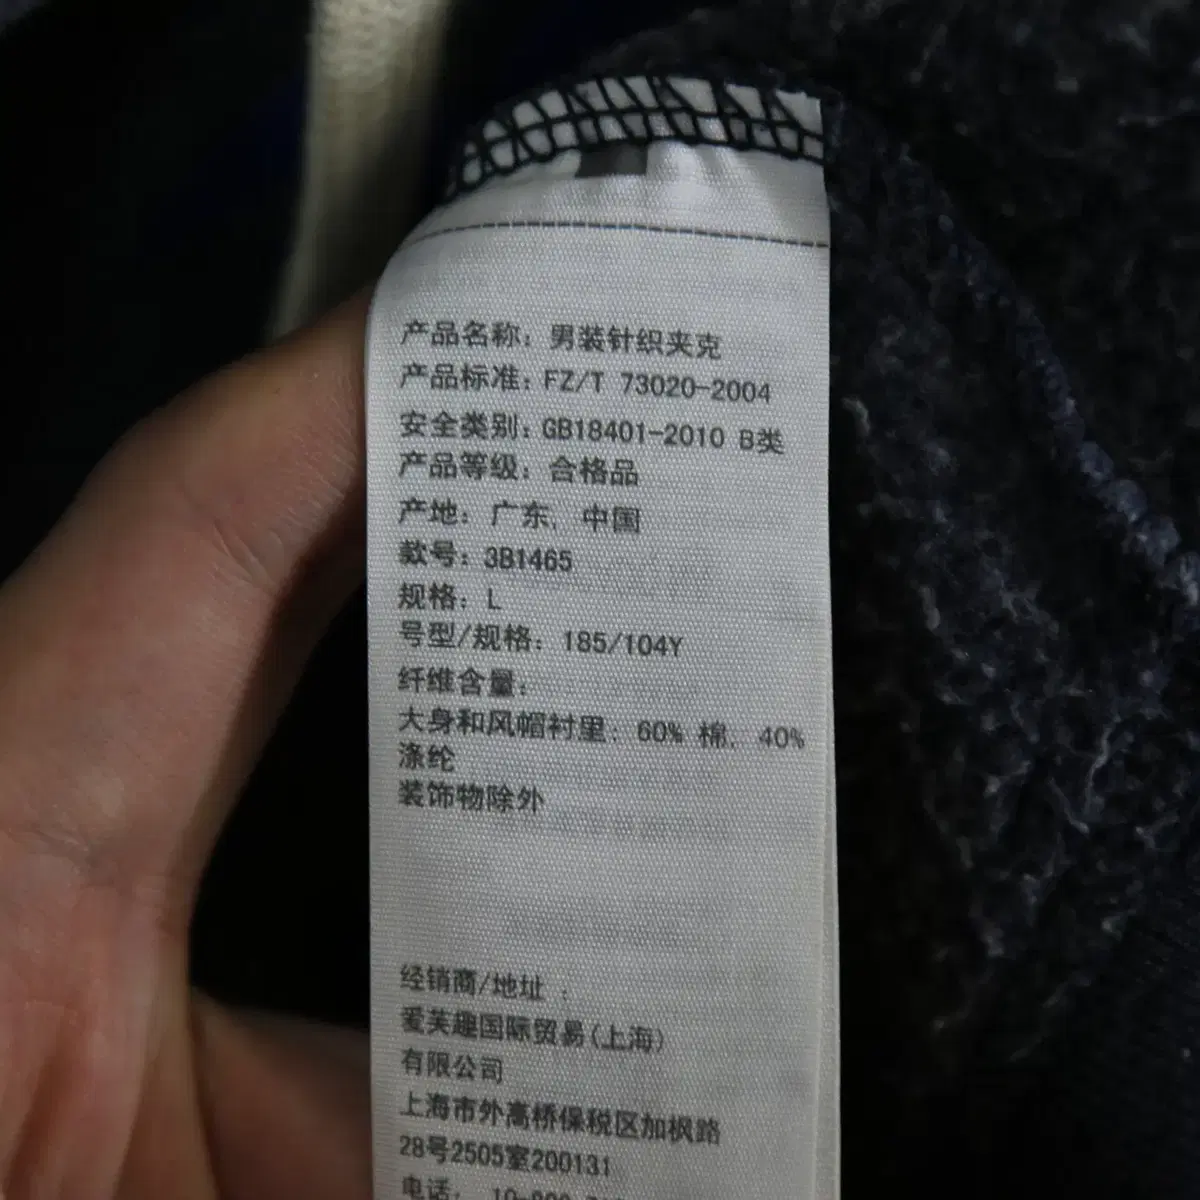 产品名称: 男装针织夹克
产品标准: FZ/T 73020-2004
安全类别: GB18401-2010 B类
产品等级: 合格品
产地: 广东, 中国
款号: 3B1465
规格: L
号型/规格: 185/104Y
纤维含量:
大身和风帽衬里: 60% 棉, 40%
涤纶
装饰物除外
经销商/地址 :
爱芙趣国际贸易(上海)
有限公司
上海市外高桥保税区加枫路
28号2505室200131
电话: